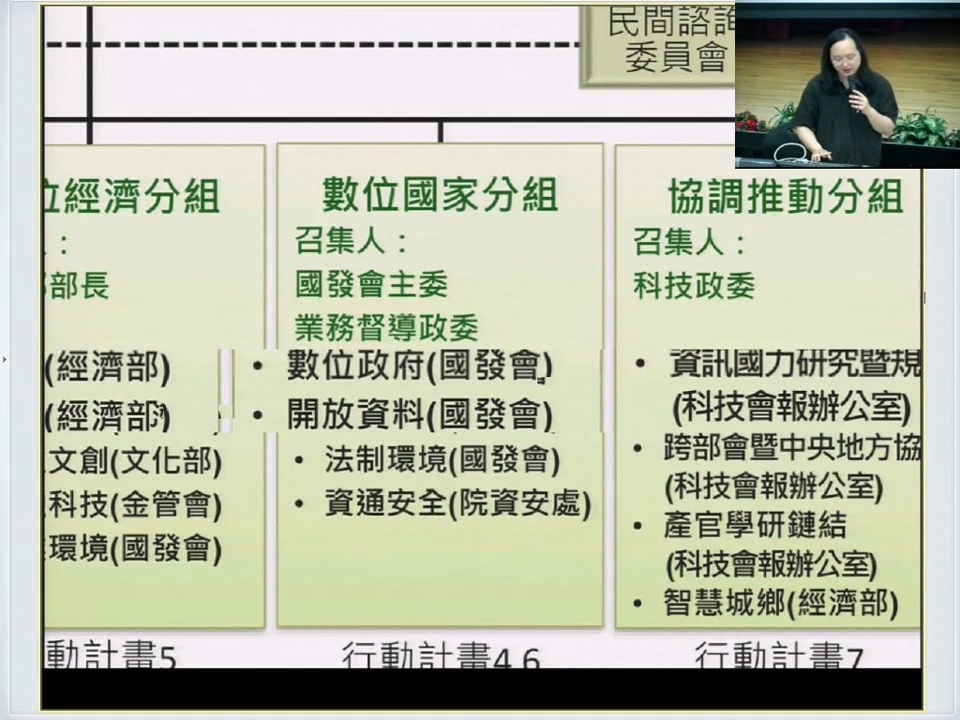 民間諮詢
委員會
位經濟分組
：
部長
(經濟部)
(經濟部)
文創(文化部)
科技(金管會)
環境(國發會)
動計畫5
數位國家分組
召集人：
國發會主委
業務督導政委
• 數位政府(國發會)
• 開放資料(國發會)
• 法制環境(國發會)
• 資通安全(院資安處)
行動計畫4 6
協調推動分組
召集人：
科技政委
• 資訊國力研究暨規
(科技會報辦公室)
• 跨部會暨中央地方協
(科技會報辦公室)
• 產官學研鏈結
(科技會報辦公室)
• 智慧城鄉(經濟部)
行動計畫7